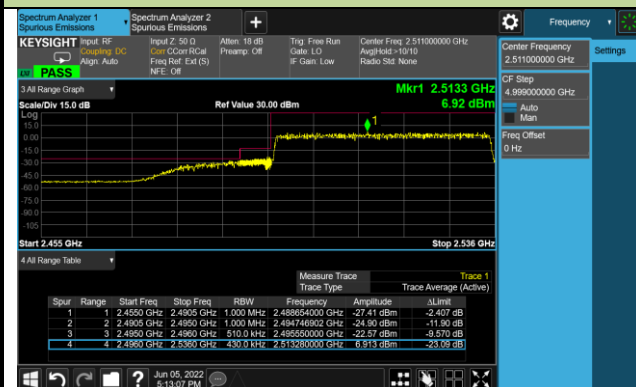 Spectrum Analyzer 1
Spurious Emissions
Spectrum Analyzer 2
Spurious Emissions
+
Frequency
KEYSIGHT
Input: RF
Coupling: DC
Align: Auto
Input Z: 50 Ω
Corr CCorr RCal
Freq Ref: Ext (S)
NFE: Off
Atten: 18 dB
Preamp: Off
Trig: Free Run
Gate: LO
IF Gain: Low
Center Freq: 2.511000000 GHz
Avg|Hold:>10/10
Radio Std: None
PASS
Center Frequency
2.511000000 GHz
Settings
CF Step
4.999000000 GHz
Auto
Man
Freq Offset
0 Hz
3 All Range Graph
Mkr1 2.5133 GHz
6.92 dBm
Scale/Div 15.0 dB
Ref Value 30.00 dBm
Log
15.0
0.00
-15.0
-30.0
-45.0
-60.0
-75.0
-90.0
-105
1
Start 2.455 GHz
Stop 2.536 GHz
4 All Range Table
Measure Trace Trace 1
Trace Type Trace Average (Active)
Spur Range Start Freq Stop Freq RBW Frequency Amplitude ΔLimit
1 1 2.4550 GHz 2.4905 GHz 1.000 MHz 2.488654000 GHz -27.41 dBm -2.407 dB
2 2 2.4905 GHz 2.4950 GHz 1.000 MHz 2.494746902 GHz -24.90 dBm -11.90 dB
3 3 2.4950 GHz 2.4960 GHz 510.0 kHz 2.495550000 GHz -22.57 dBm -9.570 dB
4 4 2.4960 GHz 2.5360 GHz 430.0 kHz 2.513280000 GHz 6.913 dBm -23.09 dB
?
Jun 05, 2022
5:13:07 PM